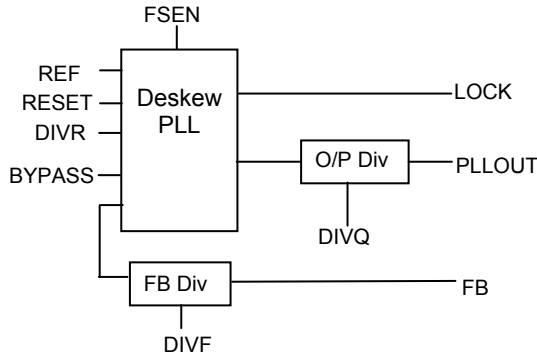 FSEN
REF
RESET
DIVR
BYPASS
Deskew
PLL
LOCK
O/P Div
PLLOUT
DIVQ
FB Div
FB
DIVF